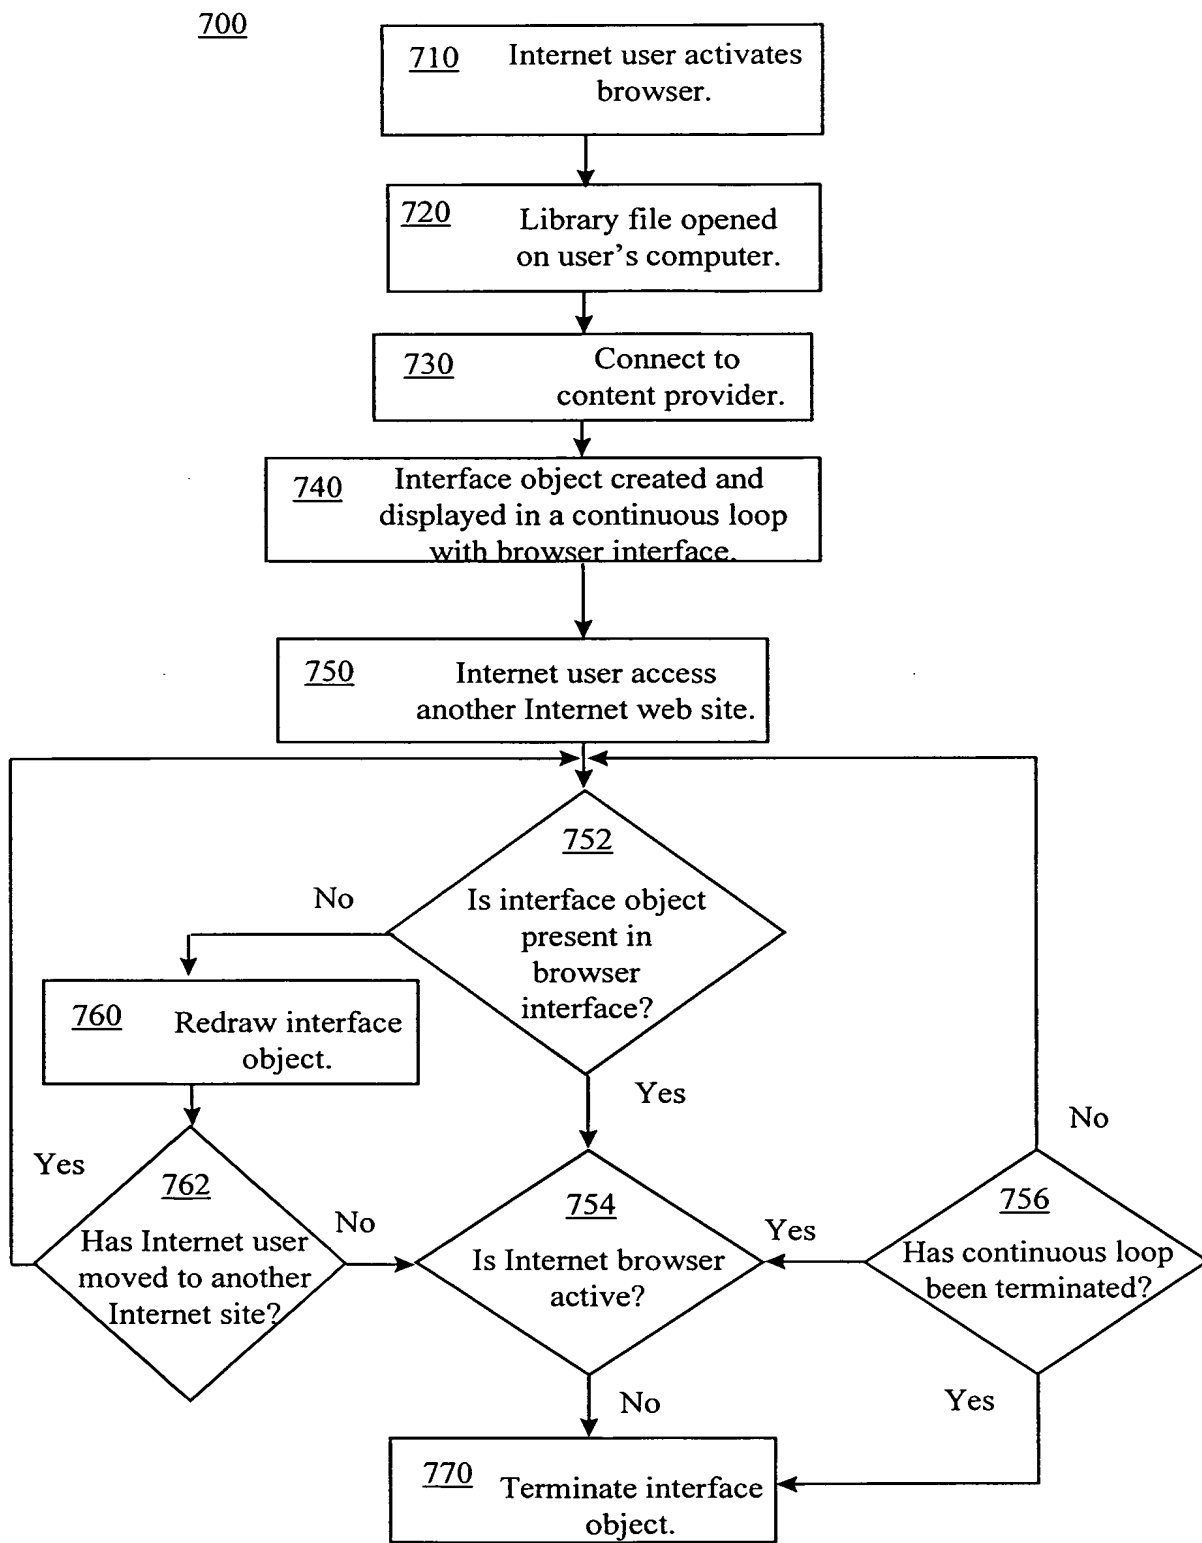 700
710 Internet user activates
browser.
720 Library file opened
on user's computer.
730 Connect to
content provider.
740 Interface object created and
displayed in a continuous loop
with browser interface.
750 Internet user access
another Internet web site.
752
Is interface object
present in
browser
interface?
No
760 Redraw interface
object.
Yes
No
Yes
762
Has Internet user
moved to another
Internet site?
No
754
Is Internet browser
active?
Yes
756
Has continuous loop
been terminated?
No
Yes
770 Terminate interface
object.